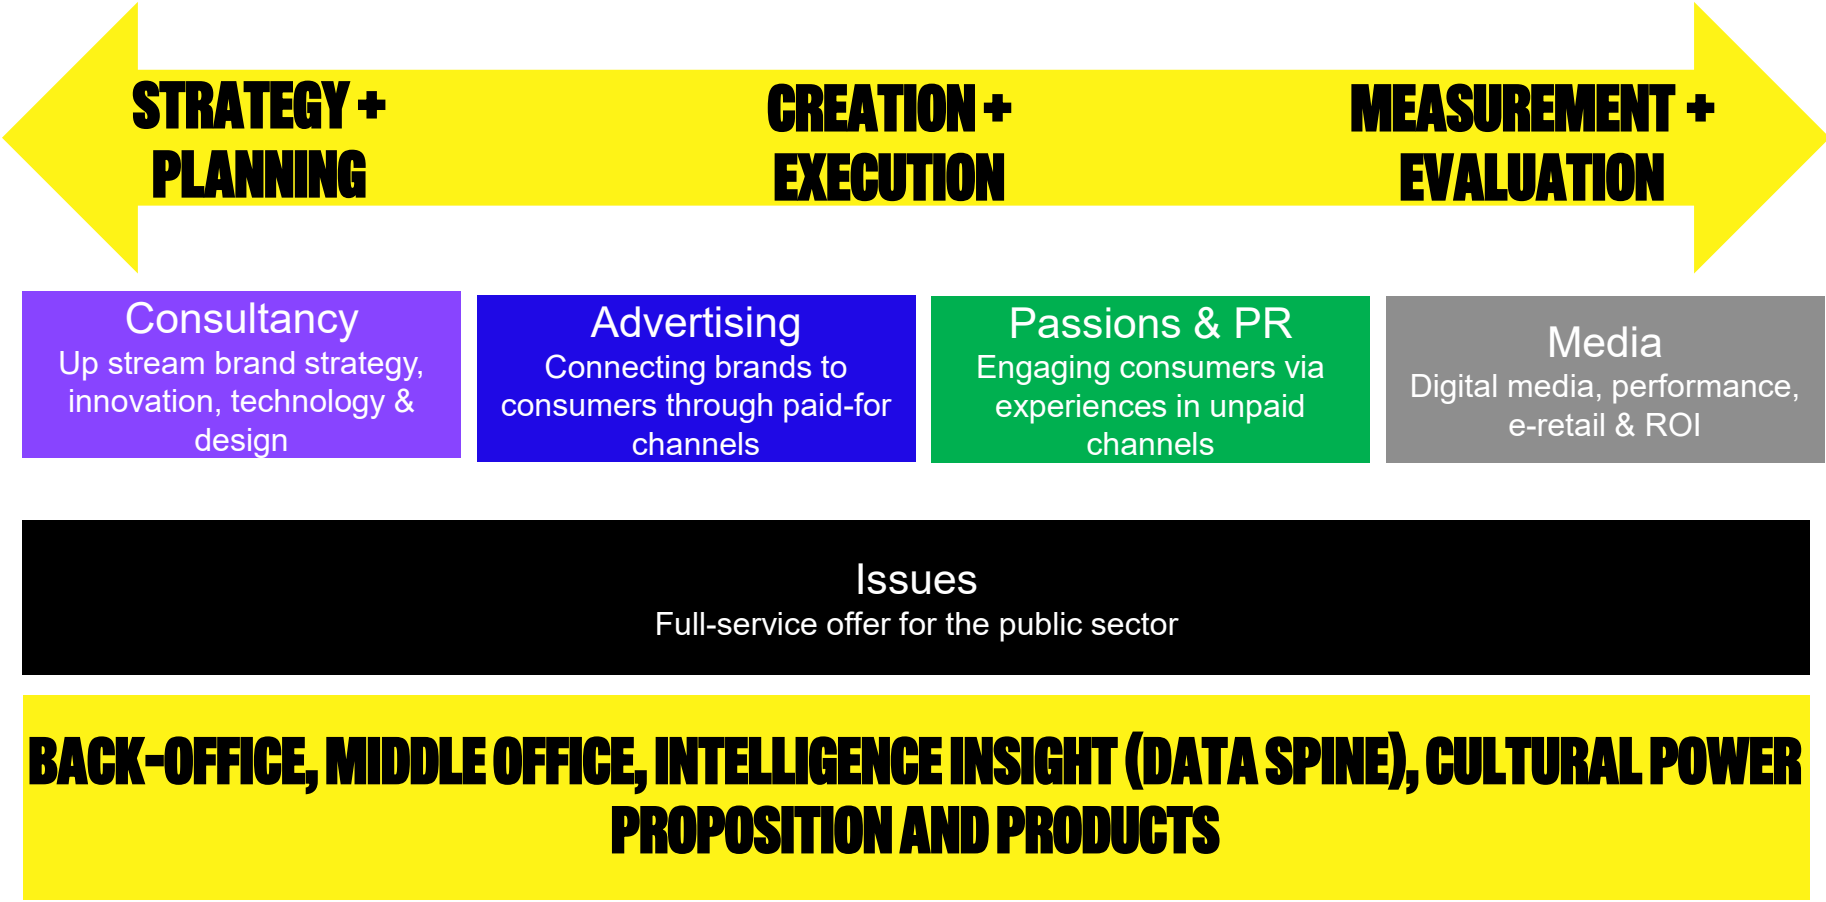 STRATEGY +
PLANNING
CREATION +
EXECUTION
MEASUREMENT +
EVALUATION
Consultancy
Up stream brand strategy,
innovation, technology &
design
Advertising
Connecting brands to
consumers through paid-for
channels
Passions & PR
Engaging consumers via
experiences in unpaid
channels
Media
Digital media, performance,
e-retail & ROI
Issues
Full-service offer for the public sector
BACK-OFFICE, MIDDLE OFFICE, INTELLIGENCE INSIGHT (DATA SPINE), CULTURAL POWER
PROPOSITION AND PRODUCTS